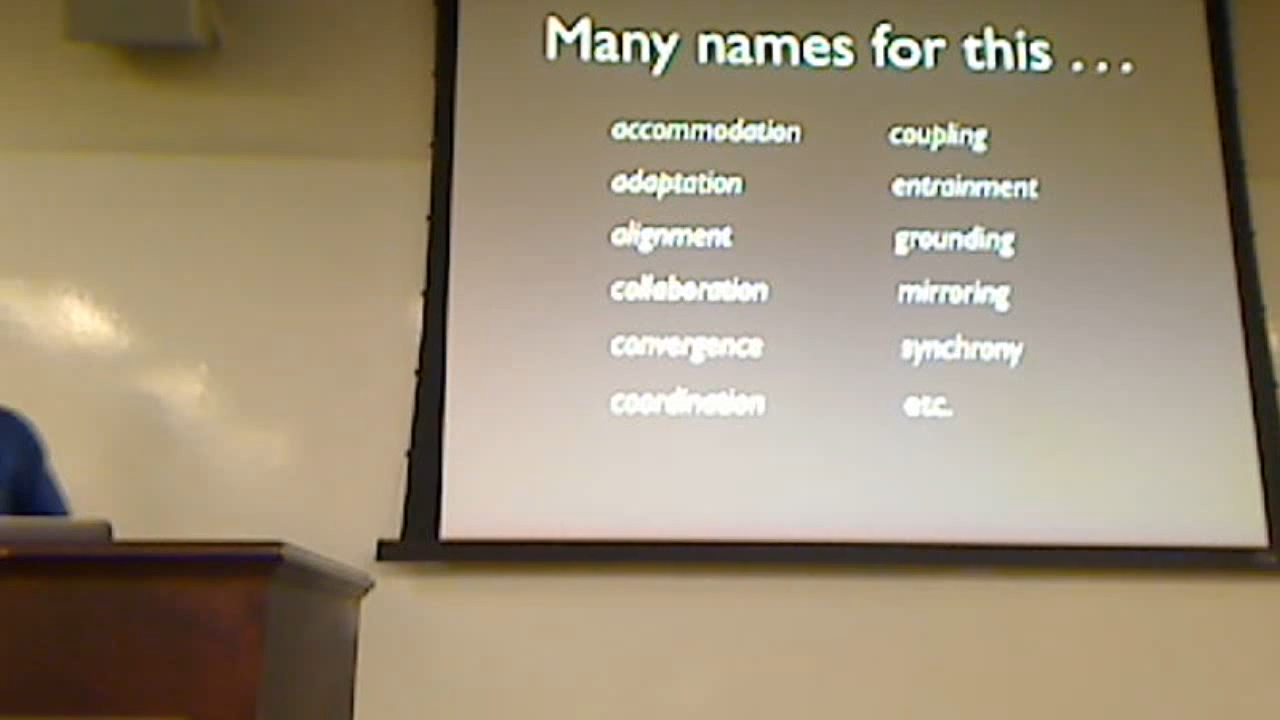 Many names for this . . .
accommodation
adaptation
alignment
collaboration
convergence
coordination
coupling
entrainment
grounding
mirroring
synchrony
etc.